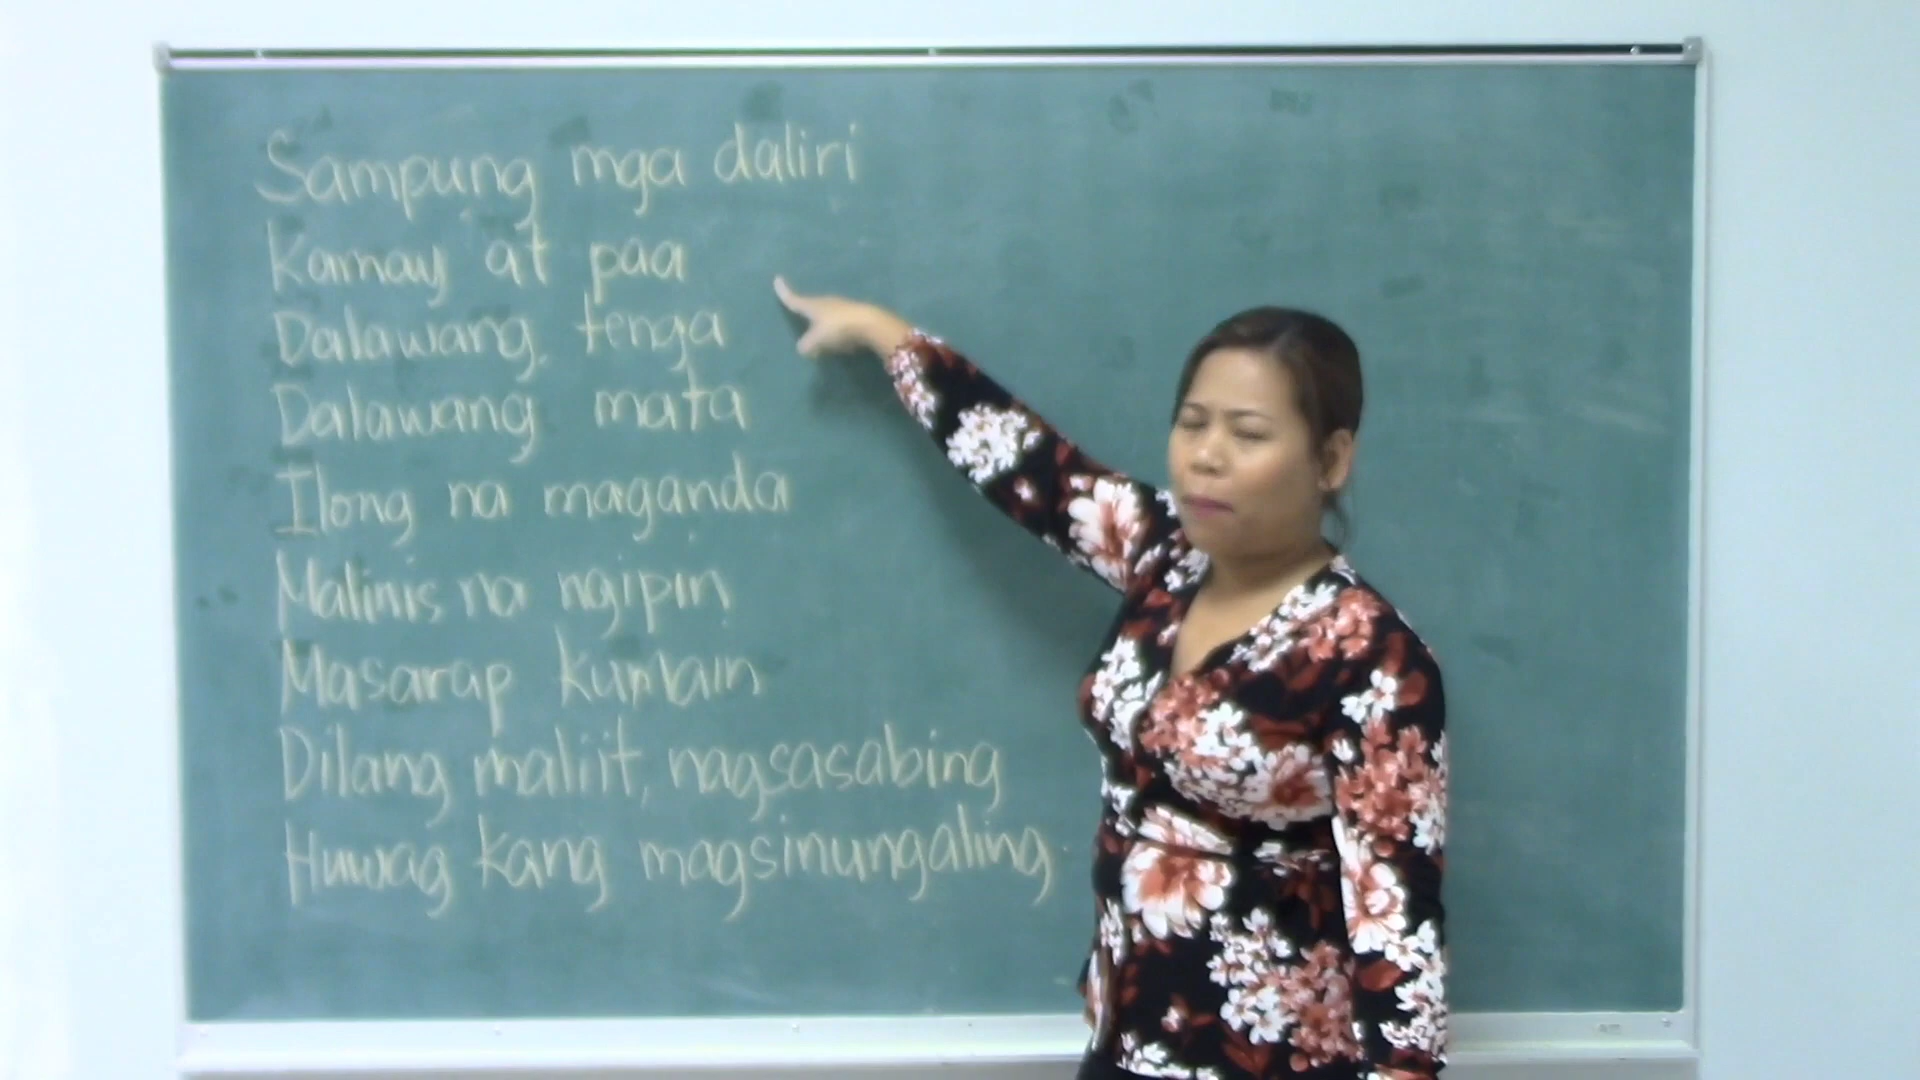 Sampung mga daliri
Kamay at paa
Dalawang tenga
Dalawang mata
Ilong na maganda
Malinis na ngipin
Masarap kumain
Dilang maliit, nagsasabing
Huwag kang magsinungaling